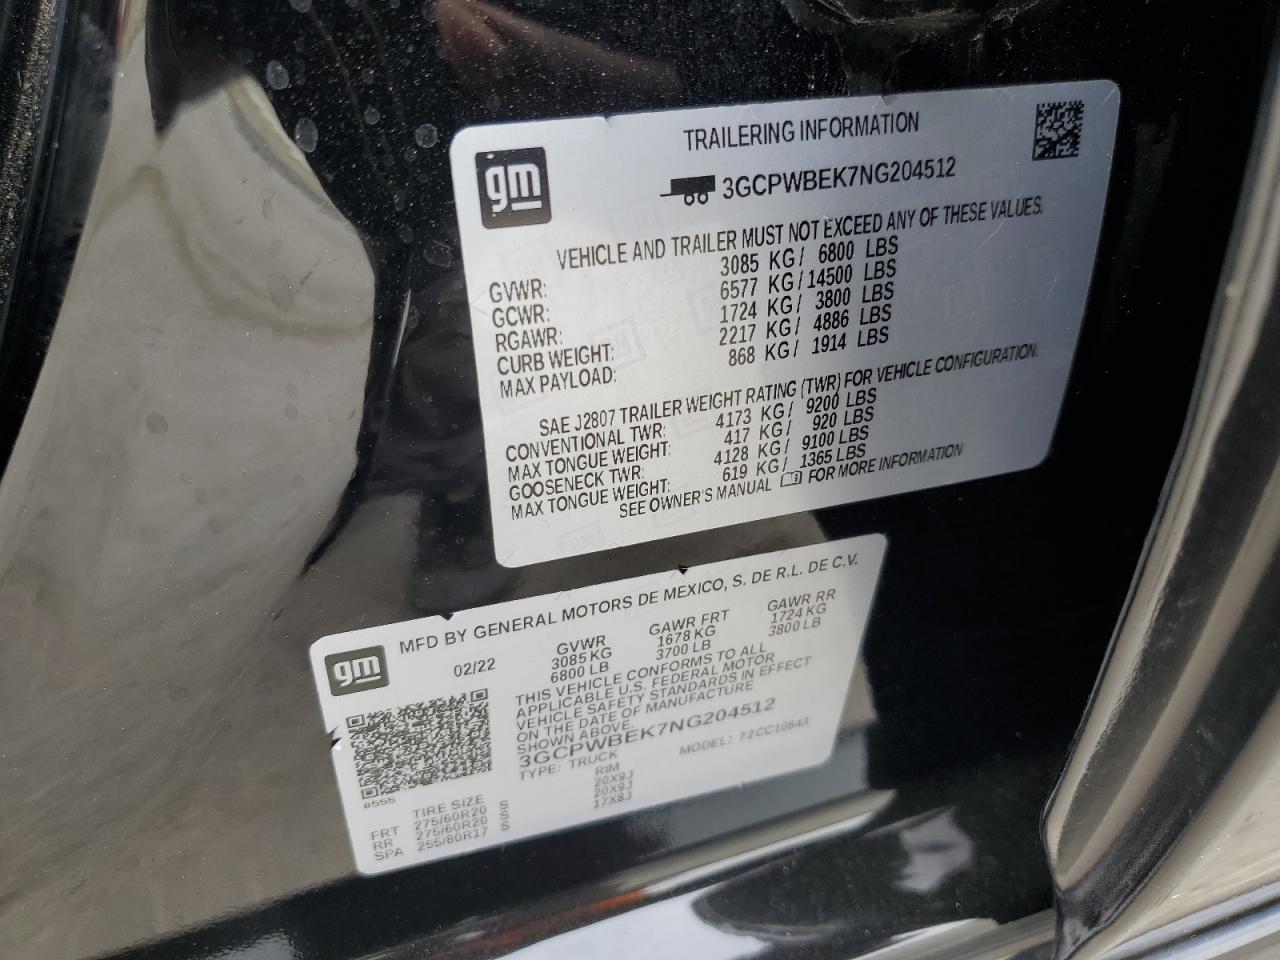 gm
TRAILERING INFORMATION
3GCPWBEK7NG204512
VEHICLE AND TRAILER MUST NOT EXCEED ANY OF THESE VALUES.
GVWR: 3085 KG/ 6800 LBS
GCWR: 6577 KG/14500 LBS
RGAWR: 1724 KG/ 3800 LBS
CURB WEIGHT: 2217 KG/ 4886 LBS
MAX PAYLOAD: 868 KG/ 1914 LBS
SAE J2807 TRAILER WEIGHT RATING (TWR) FOR VEHICLE CONFIGURATION.
CONVENTIONAL TWR: 4173 KG/ 9200 LBS
MAX TONGUE WEIGHT: 417 KG/ 920 LBS
GOOSENECK TWR: 4128 KG/ 9100 LBS
MAX TONGUE WEIGHT: 619 KG/ 1365 LBS
SEE OWNER'S MANUAL FOR MORE INFORMATION
gm
MFD BY GENERAL MOTORS DE MEXICO, S. DE R.L. DE C.V.
02/22 GVWR GAWR FRT GAWR RR
3085 KG 1678 KG 1724 KG
6800 LB 3700 LB 3800 LB
THIS VEHICLE CONFORMS TO ALL
APPLICABLE U.S. FEDERAL MOTOR
VEHICLE SAFETY STANDARDS IN EFFECT
ON THE DATE OF MANUFACTURE
SHOWN ABOVE.
3GCPWBEK7NG204512
TYPE: TRUCK MODEL: 72CC10543
8555
TIRE SIZE RIM
FRT 275/60R20 S 20X9J
RR 275/60R20 S 20X9J
SPA 255/80R17 S 17X8J